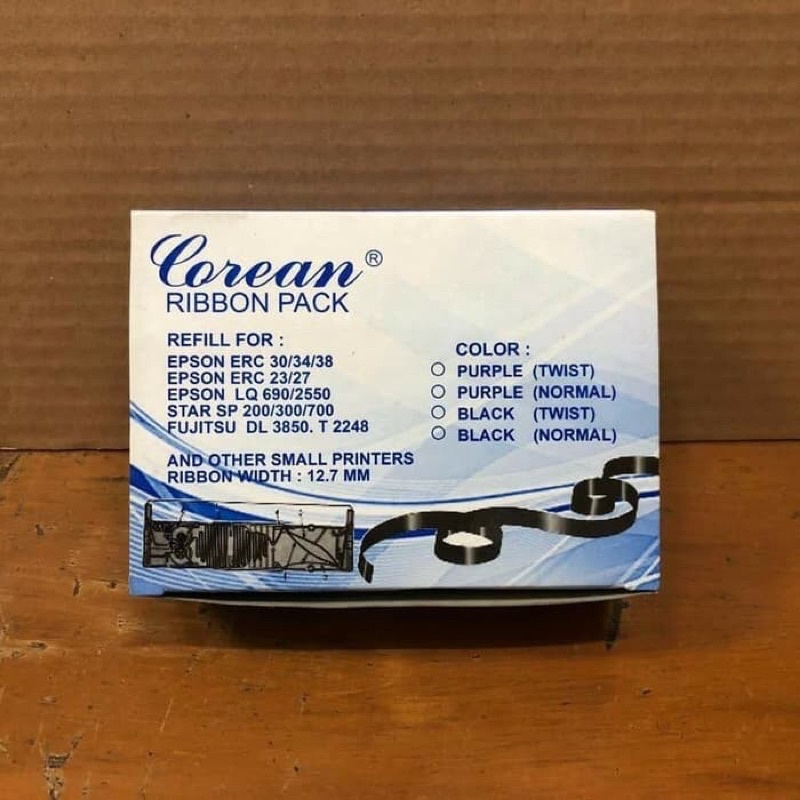 Corean®
RIBBON PACK
REFILL FOR :
EPSON ERC 30/34/38
EPSON ERC 23/27
EPSON LQ 690/2550
STAR SP 200/300/700
FUJITSU DL 3850. T 2248
AND OTHER SMALL PRINTERS
RIBBON WIDTH : 12.7 MM
COLOR :
PURPLE (TWIST)
PURPLE (NORMAL)
BLACK (TWIST)
BLACK (NORMAL)